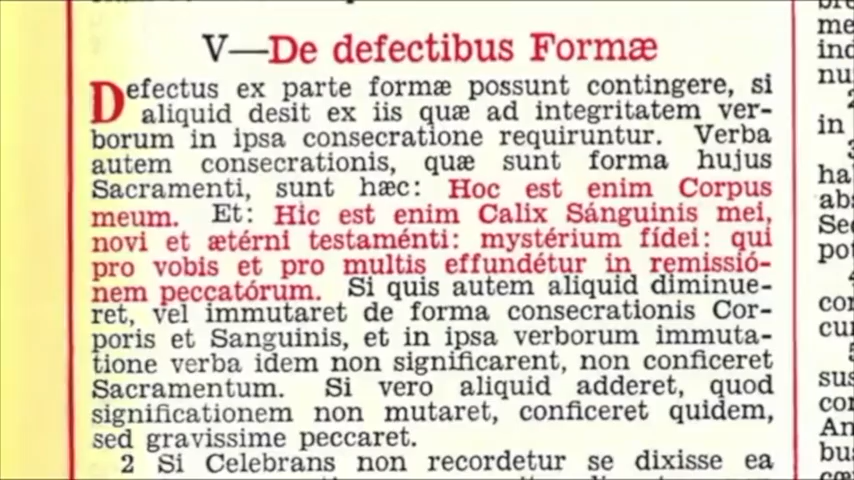 V—De defectibus Formæ
Defectus ex parte formæ possunt contingere, si
aliquid desit ex iis quæ ad integritatem ver-
borum in ipsa consecratione requiruntur. Verba
autem consecrationis, quæ sunt forma hujus
Sacramenti, sunt hæc: Hoc est enim Corpus
meum. Et: Hic est enim Calix Sánguinis mei,
novi et ætérni testaménti: mystérium fídei: qui
pro vobis et pro multis effundétur in remissió-
nem peccatórum. Si quis autem aliquid diminue-
ret, vel immutaret de forma consecrationis Cor-
poris et Sanguinis, et in ipsa verborum immuta-
tione verba idem non significarent, non conficeret
Sacramentum. Si vero aliquid adderet, quod
significationem non mutaret, conficeret quidem,
sed gravissime peccaret.
2 Si Celebrans non recordetur se dixisse ea